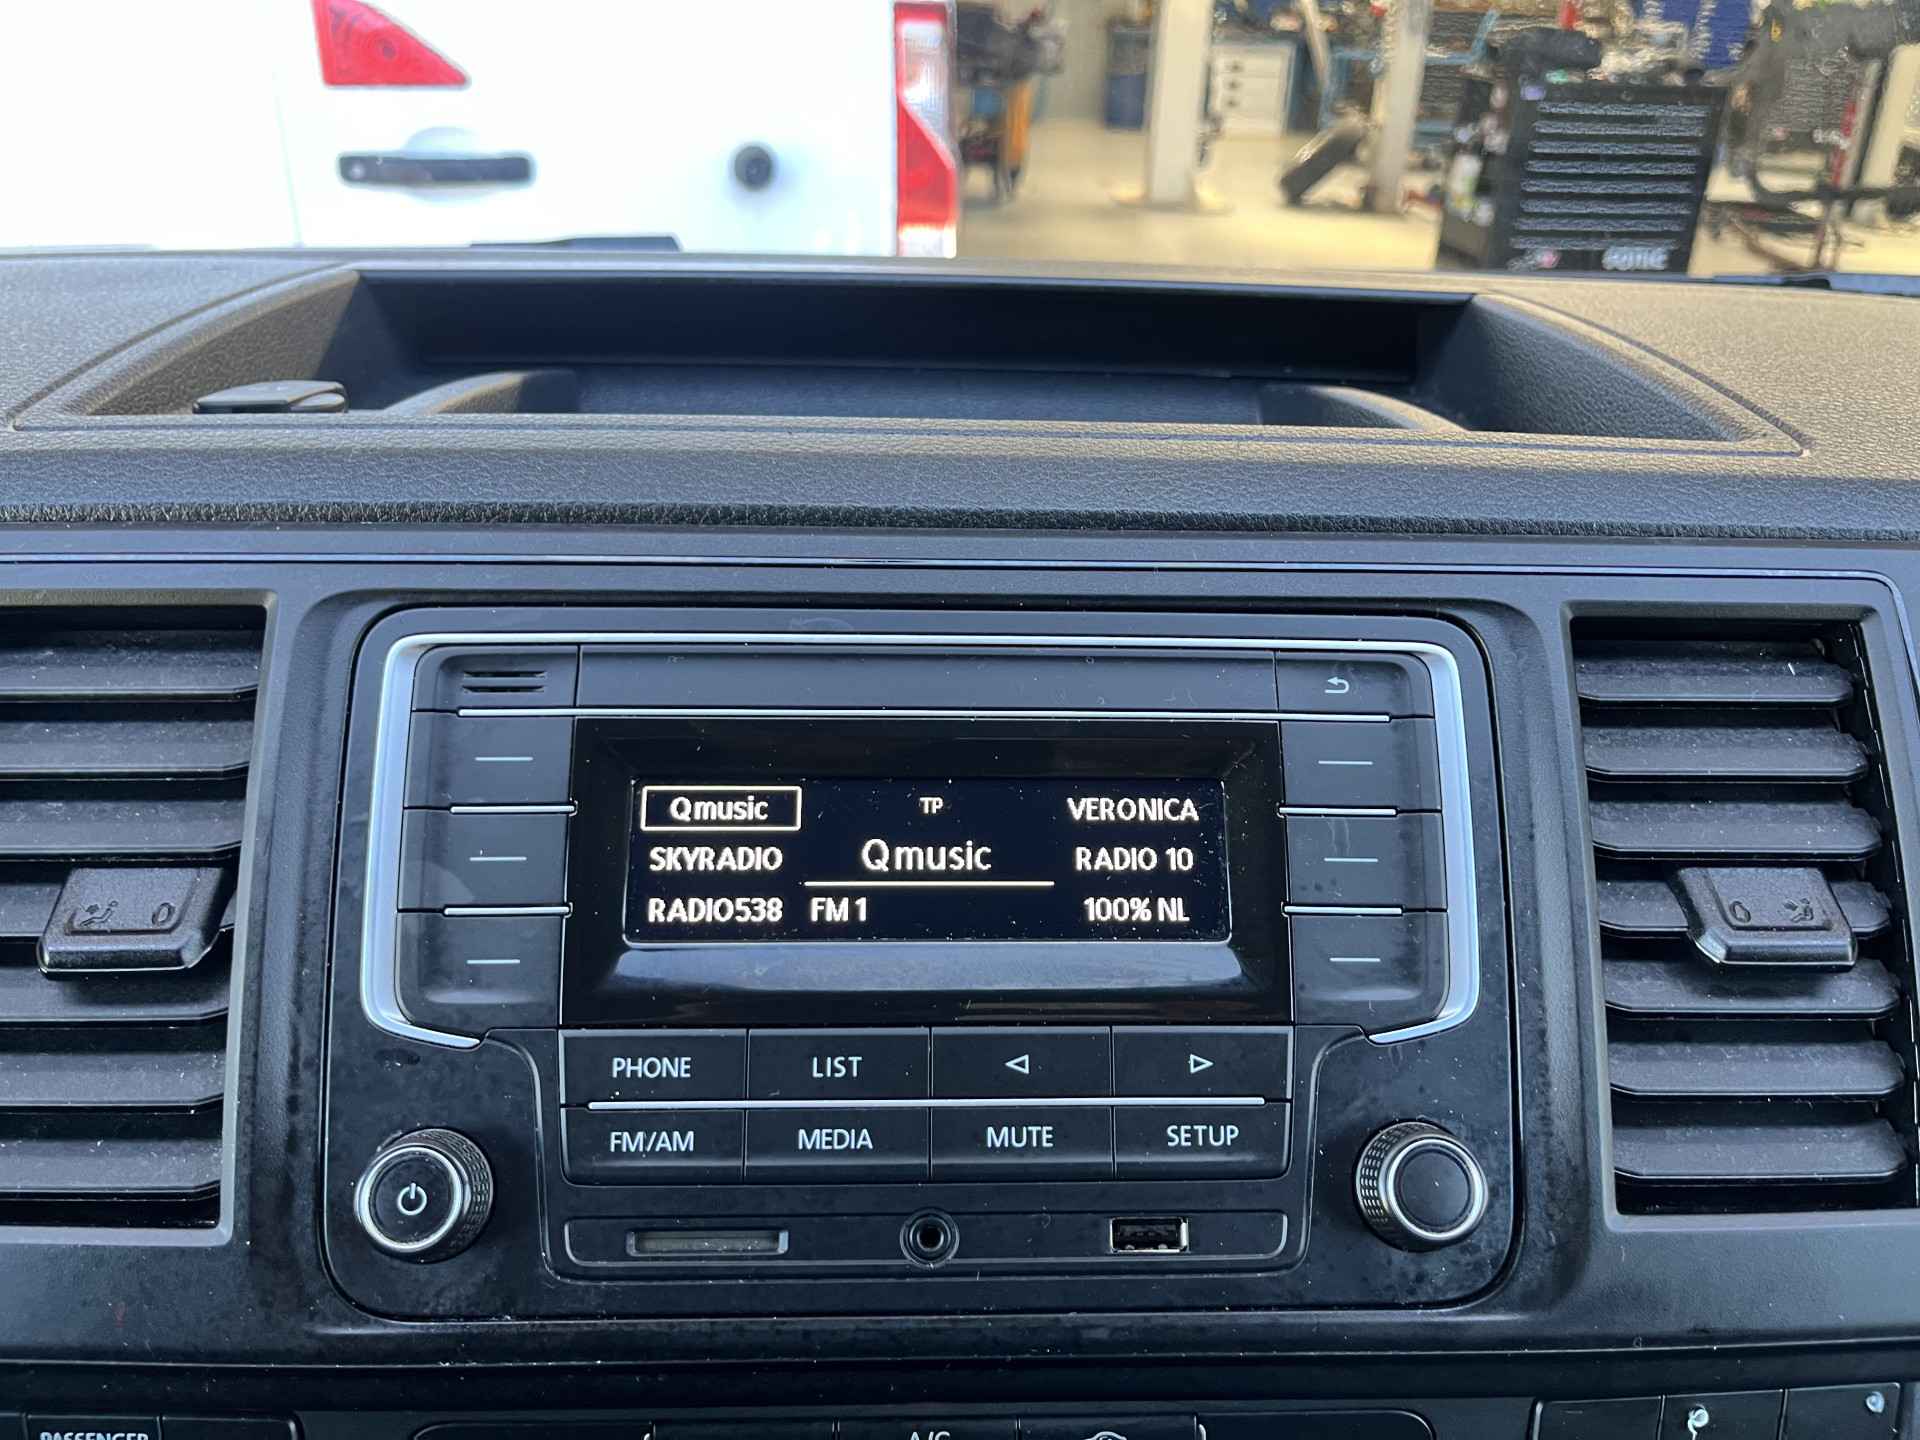 Qmusic TP VERONICA
SKYRADIO Qmusic RADIO 10
RADIO538 FM 1 100% NL
PHONE LIST
FM/AM MEDIA MUTE SETUP
PASSENGER A/C